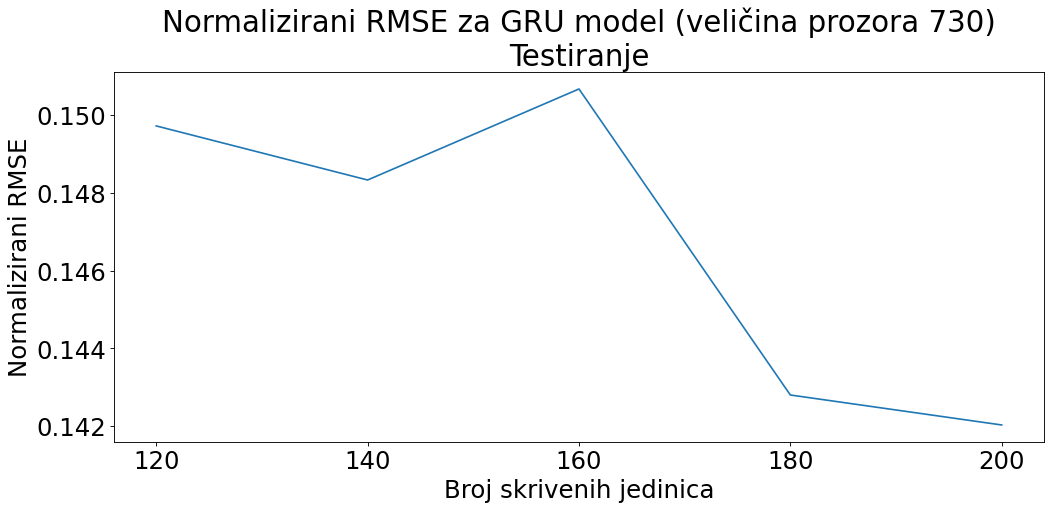 Normalizirani RMSE za GRU model (veličina prozora 730)
Testiranje
Normalizirani RMSE
0.150
0.148
0.146
0.144
0.142
120 140 160 180 200
Broj skrivenih jedinica